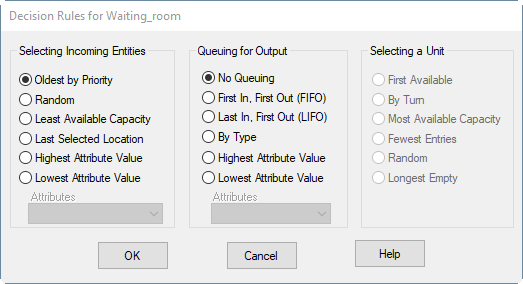 Decision Rules for Waiting_room
Selecting Incoming Entities
Oldest by Priority
Random
Least Available Capacity
Last Selected Location
Highest Attribute Value
Lowest Attribute Value
Attributes
Queuing for Output
No Queuing
First In, First Out (FIFO)
Last In, First Out (LIFO)
By Type
Highest Attribute Value
Lowest Attribute Value
Attributes
Selecting a Unit
First Available
By Turn
Most Available Capacity
Fewest Entries
Random
Longest Empty
OK
Cancel
Help